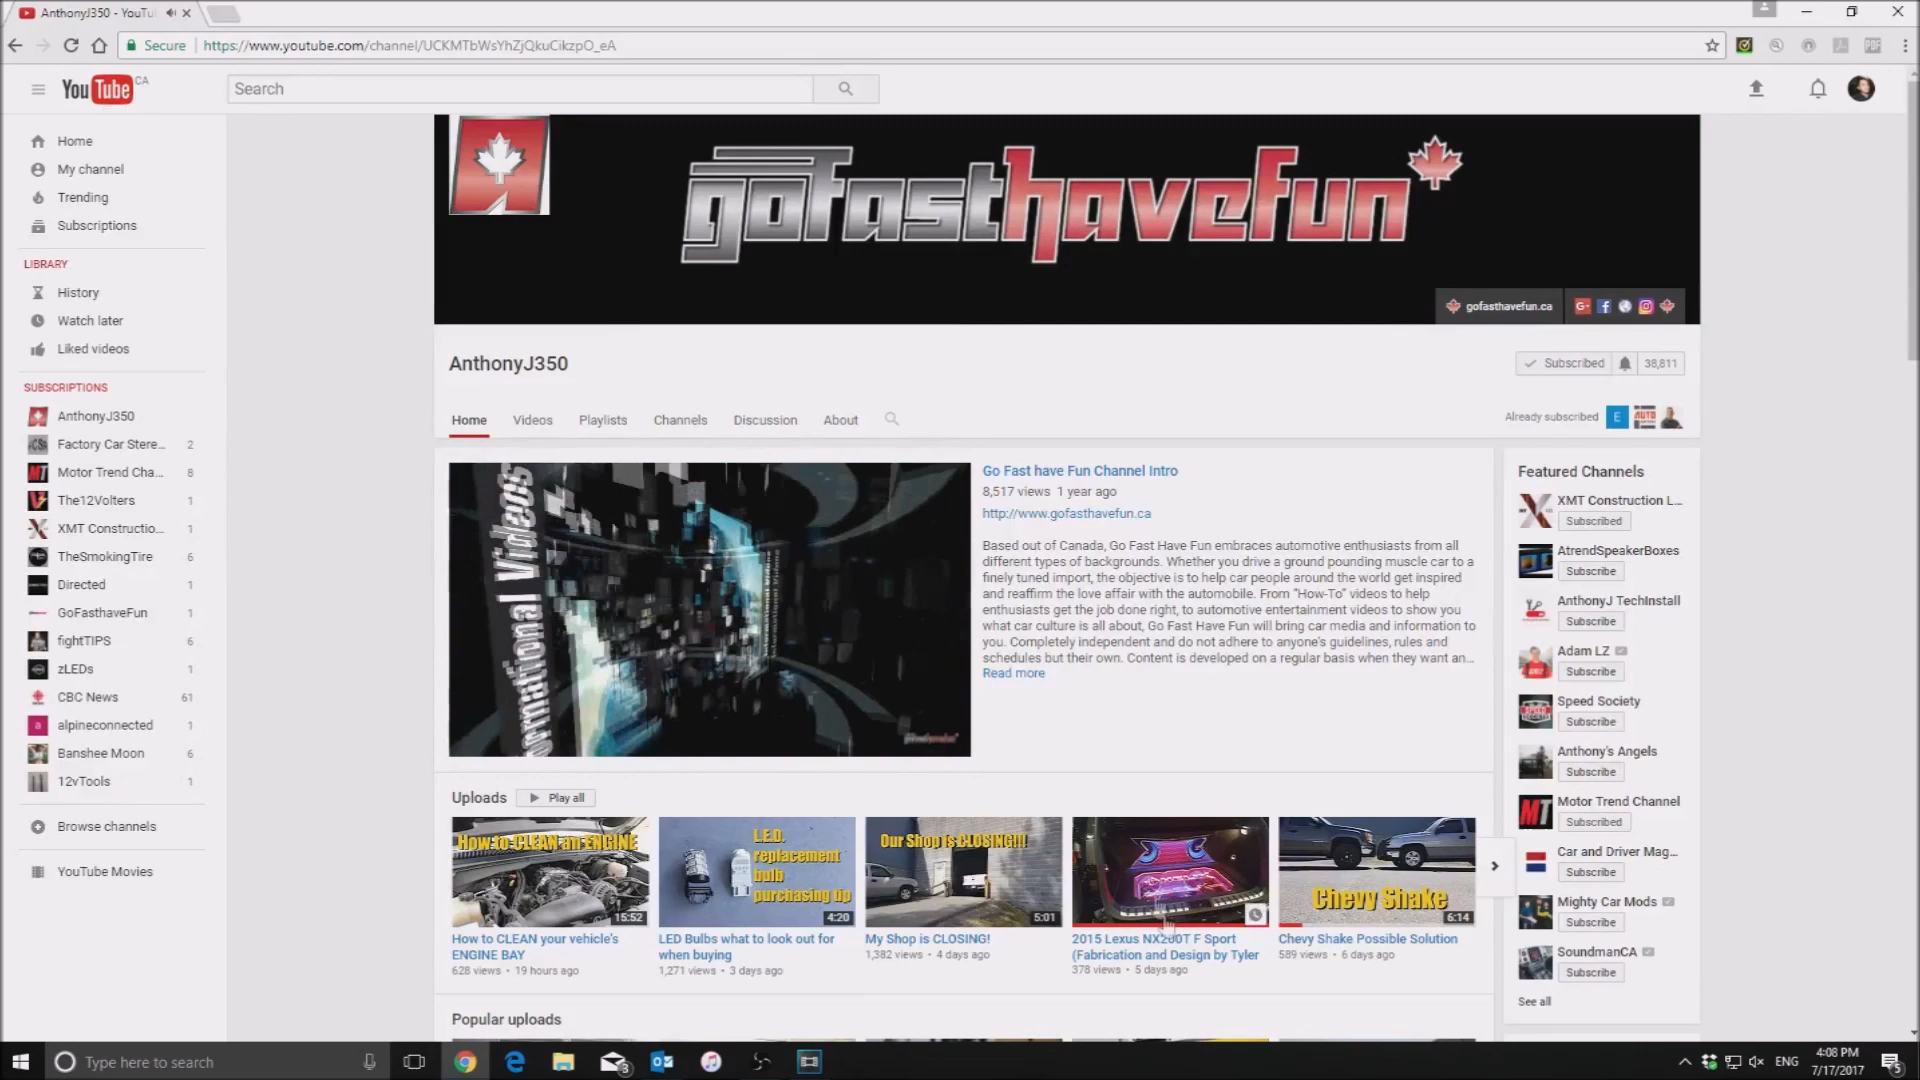 AnthonyJ350 - YouTu
Secure
https://www.youtube.com/channel/UCKMTbWsYhZjQkuCikzpO_eA
YouTube CA
Search
Home
My channel
Trending
Subscriptions
LIBRARY
History
Watch later
Liked videos
SUBSCRIPTIONS
AnthonyJ350
Factory Car Stere... 2
Motor Trend Cha... 8
The12Volters 1
XMT Constructio... 1
TheSmokingTire 6
Directed 1
GoFasthaveFun 1
fightTIPS 6
zLEDs 1
CBC News 61
alpineconnected 1
Banshee Moon 6
12vTools 1
Browse channels
YouTube Movies
gofasthavefun
gofasthavefun.ca
AnthonyJ350
Subscribed 38,811
Home Videos Playlists Channels Discussion About
Already subscribed E
Informational Videos
Go Fast have Fun Channel Intro
8,517 views 1 year ago
http://www.gofasthavefun.ca
Based out of Canada, Go Fast Have Fun embraces automotive enthusiasts from all
different types of backgrounds. Whether you drive a ground pounding muscle car to a
finely tuned import, the objective is to help car people around the world get inspired
and reaffirm the love affair with the automobile. From "How-To" videos to help
enthusiasts get the job done right, to automotive entertainment videos to show you
what car culture is all about, Go Fast Have Fun will bring car media and information to
you. Completely independent and do not adhere to anyone's guidelines, rules and
schedules but their own. Content is developed on a regular basis when they want an...
Read more
Uploads Play all
How to CLEAN an ENGINE
15:52
How to CLEAN your vehicle's
ENGINE BAY
628 views • 19 hours ago
L.E.D.
replacement
bulb
purchasing tip
4:20
LED Bulbs what to look out for
when buying
1,271 views • 3 days ago
Our Shop is CLOSING!!!
5:01
My Shop is CLOSING!
1,382 views • 4 days ago
2015 Lexus NX200T F Sport
(Fabrication and Design by Tyler
378 views • 5 days ago
Chevy Shake
6:14
Chevy Shake Possible Solution
589 views • 6 days ago
Popular uploads
Featured Channels
XMT Construction L...
Subscribed
AtrendSpeakerBoxes
Subscribe
AnthonyJ TechInstall
Subscribe
Adam LZ
Subscribe
Speed Society
Subscribe
Anthony's Angels
Subscribe
Motor Trend Channel
Subscribed
Car and Driver Mag...
Subscribe
Mighty Car Mods
Subscribe
SoundmanCA
Subscribe
See all
Type here to search
3
ENG
4:08 PM
7/17/2017
5